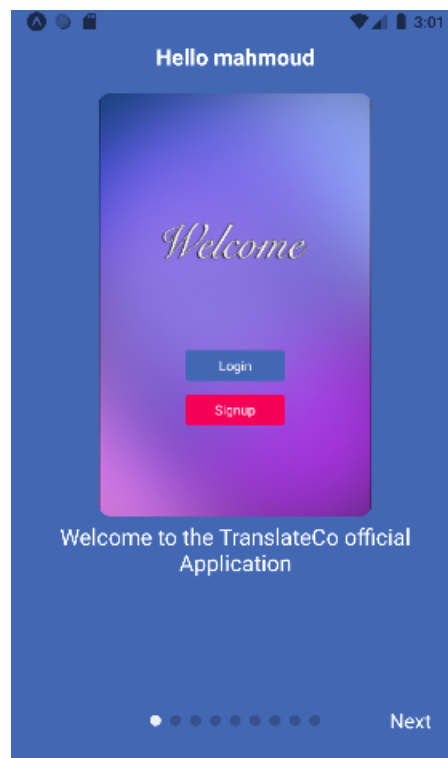 3:01
Hello mahmoud
Welcome
Login
Signup
Welcome to the TranslateCo official
Application
Next